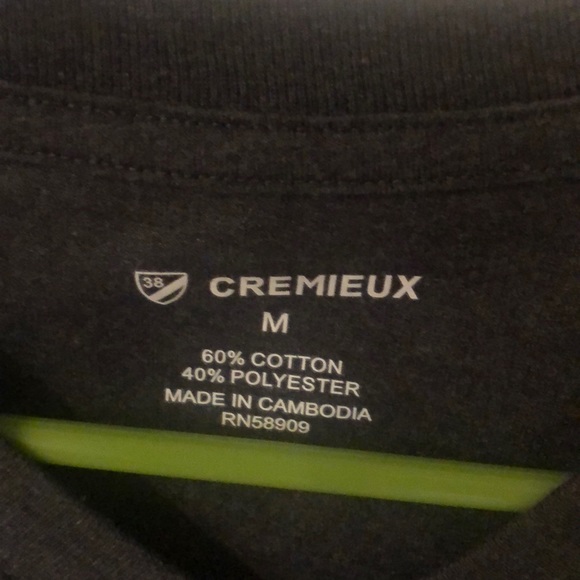 38 CREMIEUX
M
60% COTTON
40% POLYESTER
MADE IN CAMBODIA
RN58909